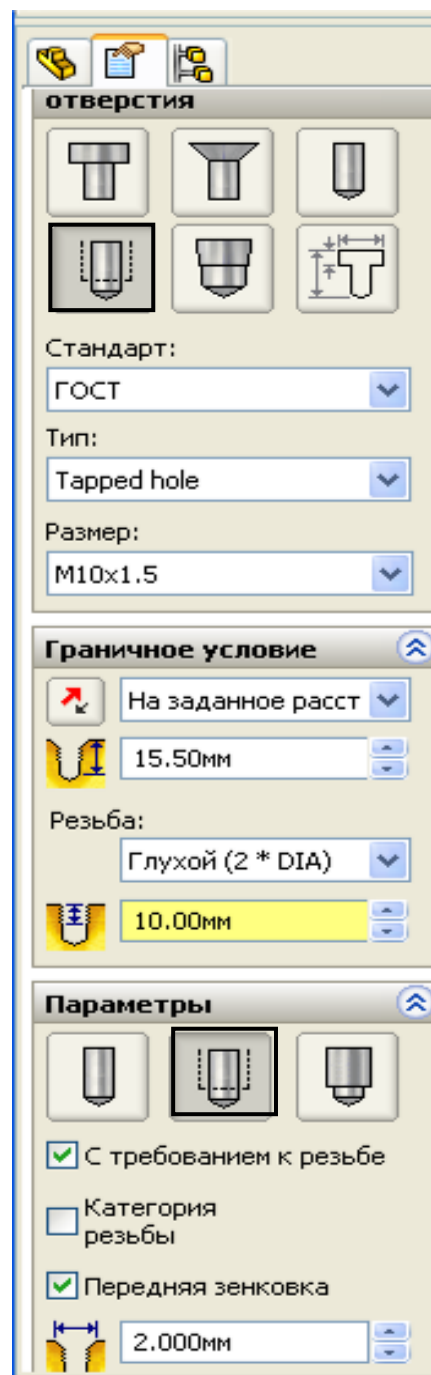 отверстия
Стандарт:
ГОСТ
Тип:
Tapped hole
Размер:
M10x1.5
Граничное условие
На заданное расст
15.50мм
Резьба:
Глухой (2 * DIA)
10.00мм
Параметры
С требованием к резьбе
Категория
резьбы
Передняя зенковка
2.000мм